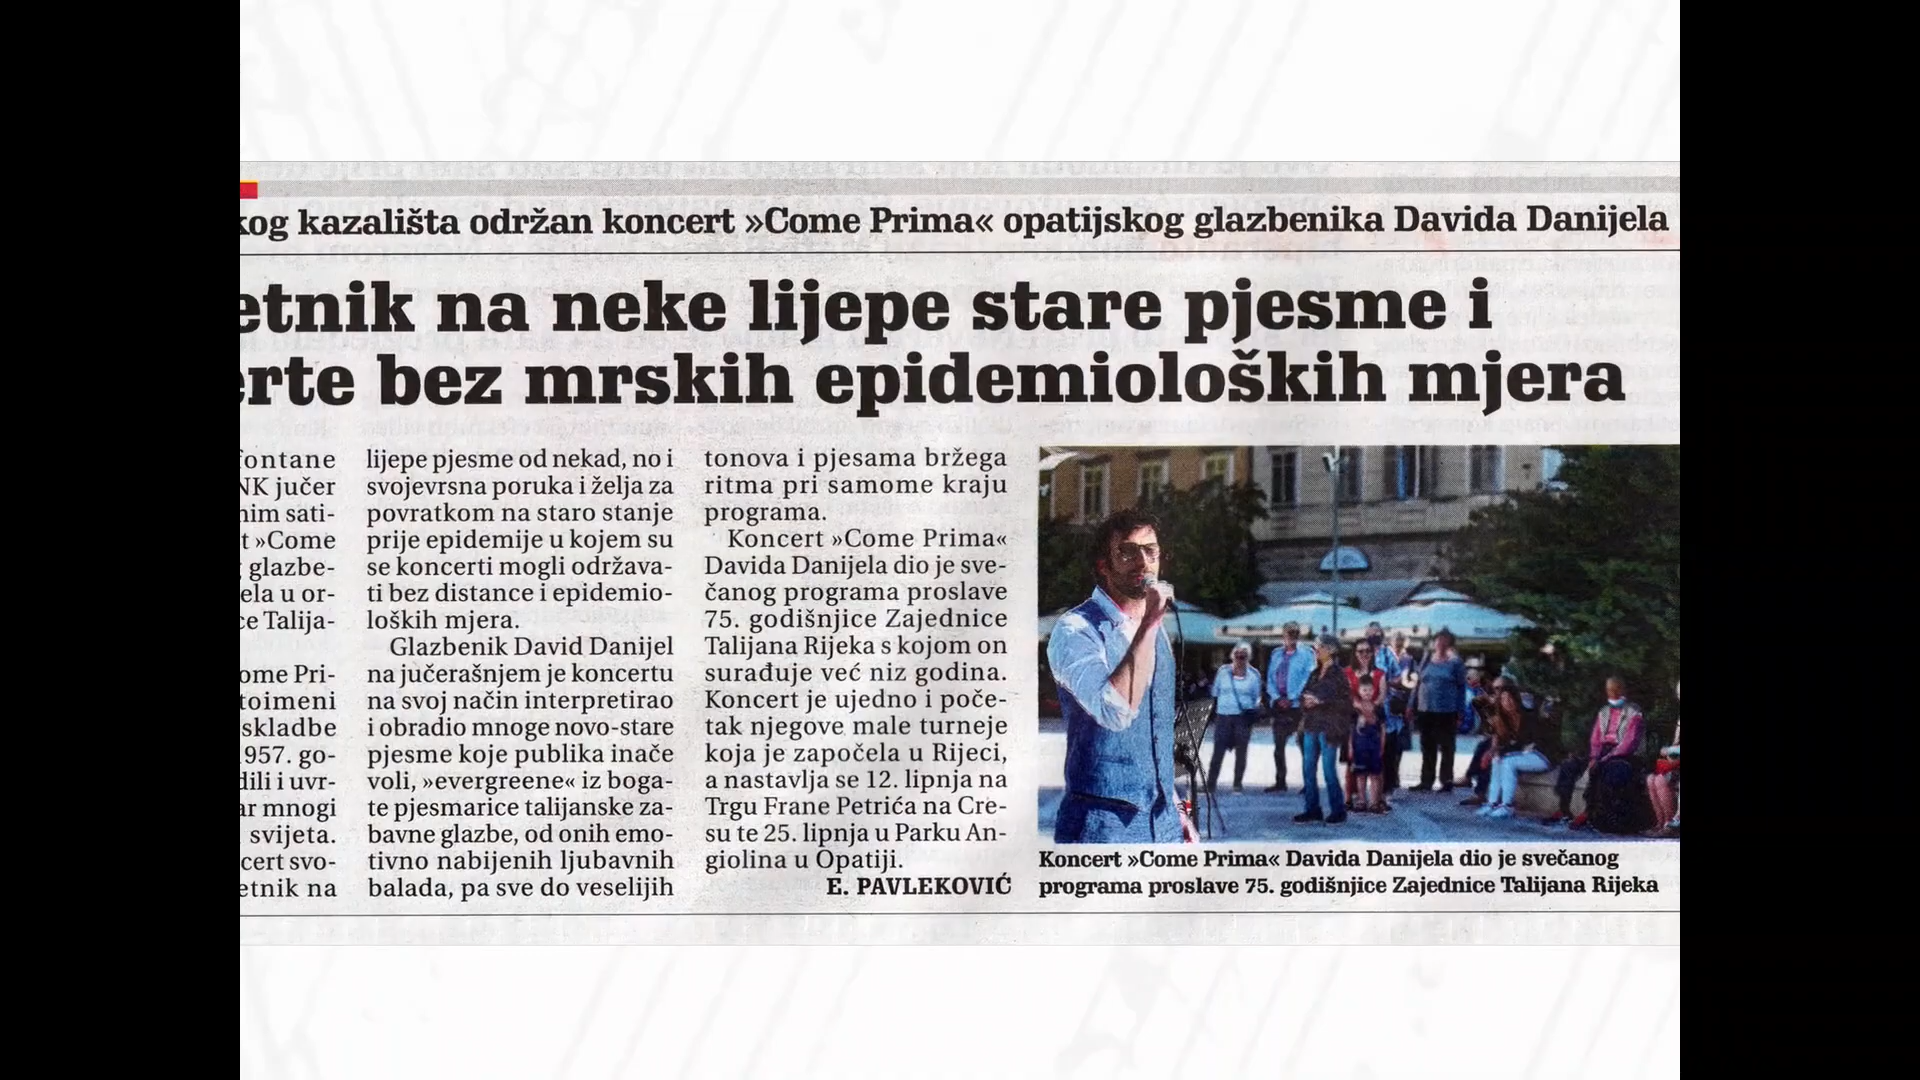 kog kazališta održan koncert »Come Prima« opatijskog glazbenika Davida Danijela
etnik na neke lijepe stare pjesme i
erte bez mrskih epidemioloških mjera
fontane
NK jučer
nim sati-
t »Come
glazbe-
ela u or-
ce Talija-
ome Pri-
toimeni
skladbe
1957. go-
dili i uvr-
ar mnogi
svijeta.
cert svo-
etnik na
lijepe pjesme od nekad, no i
svojevrsna poruka i želja za
povratkom na staro stanje
prije epidemije u kojem su
se koncerti mogli održava-
ti bez distance i epidemio-
loških mjera.
Glazbenik David Danijel
na jučerašnjem je koncertu
na svoj način interpretirao
i obradio mnoge novo-stare
pjesme koje publika inače
voli, »evergreene« iz boga-
te pjesmarice talijanske za-
bavne glazbe, od onih emo-
tivno nabijenih ljubavnih
balada, pa sve do veselijih
tonova i pjesama bržega
ritma pri samome kraju
programa.
Koncert »Come Prima«
Davida Danijela dio je sve-
čanog programa proslave
75. godišnjice Zajednice
Talijana Rijeka s kojom on
surađuje već niz godina.
Koncert je ujedno i poče-
tak njegove male turneje
koja je započela u Rijeci,
a nastavlja se 12. lipnja na
Trgu Frane Petrića na Cre-
su te 25. lipnja u Parku An-
giolina u Opatiji.
E. PAVLEKOVIĆ
Koncert »Come Prima« Davida Danijela dio je svečanog
programa proslave 75. godišnjice Zajednice Talijana Rijeka